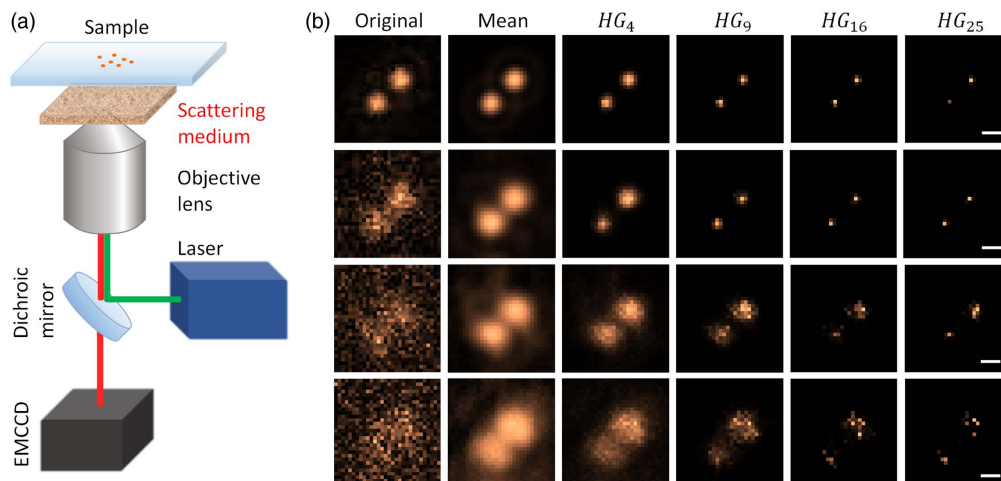 (a)
Sample
Scattering
medium
Objective
lens
Laser
Dichroic
mirror
EMCCD
(b)
Original
Mean
HG₄
HG₉
HG₁₆
HG₂₅